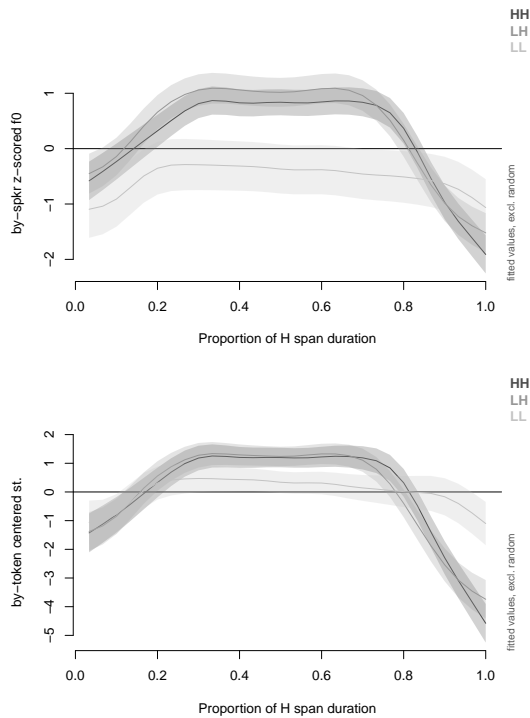 HH
LH
LL
1
0
−1
−2
by−spkr z−scored f0
fitted values, excl. random
0.0 0.2 0.4 0.6 0.8 1.0
Proportion of H span duration
HH
LH
LL
2
1
0
−1
−2
−3
−4
−5
by−token centered st.
fitted values, excl. random
0.0 0.2 0.4 0.6 0.8 1.0
Proportion of H span duration